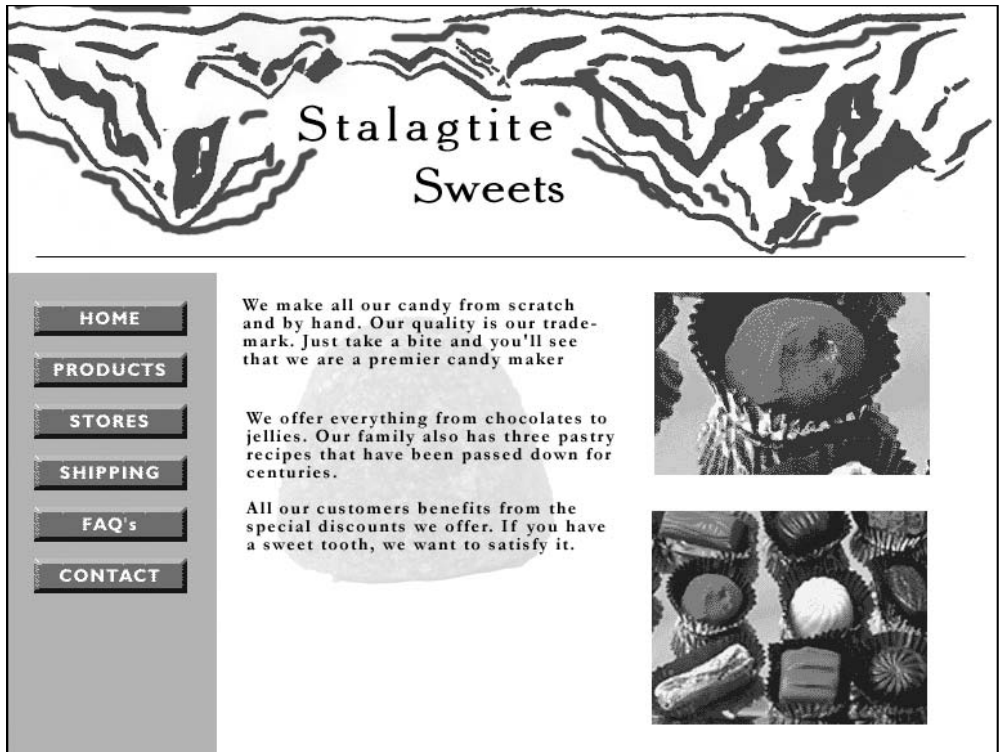 Stalagtite
Sweets
HOME
PRODUCTS
STORES
SHIPPING
FAQ's
CONTACT
We make all our candy from scratch
and by hand. Our quality is our trade-
mark. Just take a bite and you'll see
that we are a premier candy maker
We offer everything from chocolates to
jellies. Our family also has three pastry
recipes that have been passed down for
centuries.
All our customers benefits from the
special discounts we offer. If you have
a sweet tooth, we want to satisfy it.